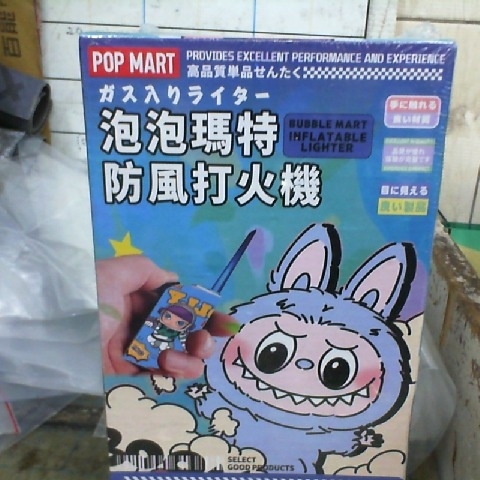 POP MART
PROVIDES EXCELLENT PERFORMANCE AND EXPERIENCE
高品質単品せんたく
ガス入りライター
泡泡瑪特
防風打火機
BUBBLE MART
INFLATABLE
LIGHTER
手に触れる
良い材質
目に見える
良い製品
SELECT
GOOD PRODUCTS